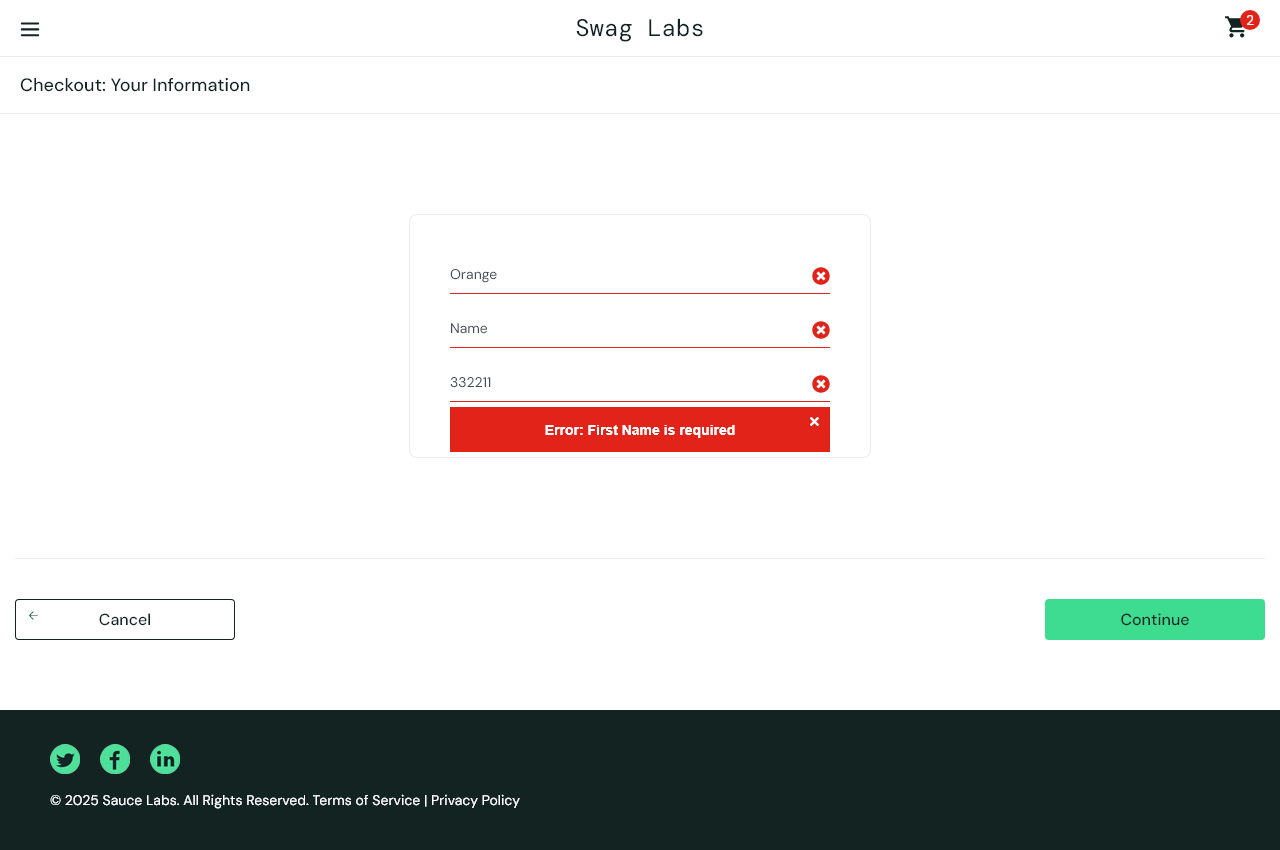 Swag Labs
2
Checkout: Your Information
Orange
Name
332211
Error: First Name is required
Cancel
Continue
© 2025 Sauce Labs. All Rights Reserved. Terms of Service | Privacy Policy